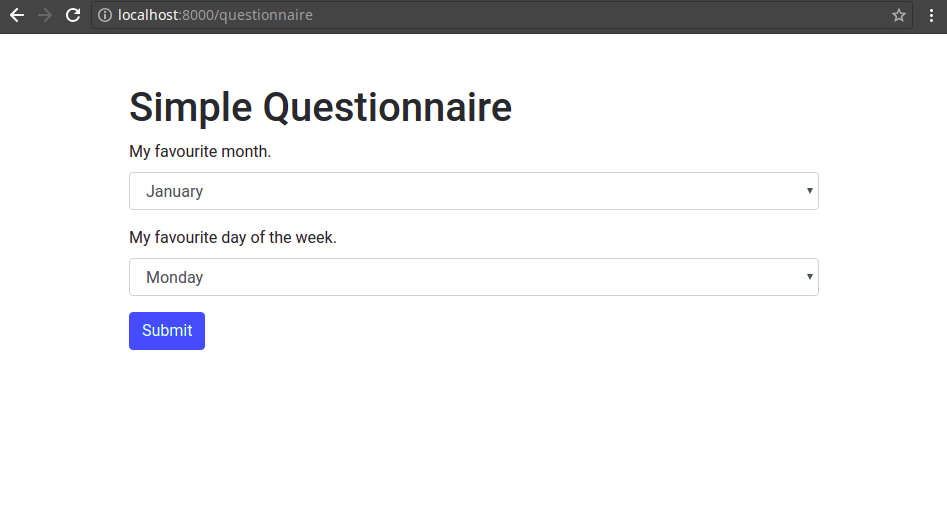 localhost:8000/questionnaire
Simple Questionnaire
My favourite month.
January
My favourite day of the week.
Monday
Submit